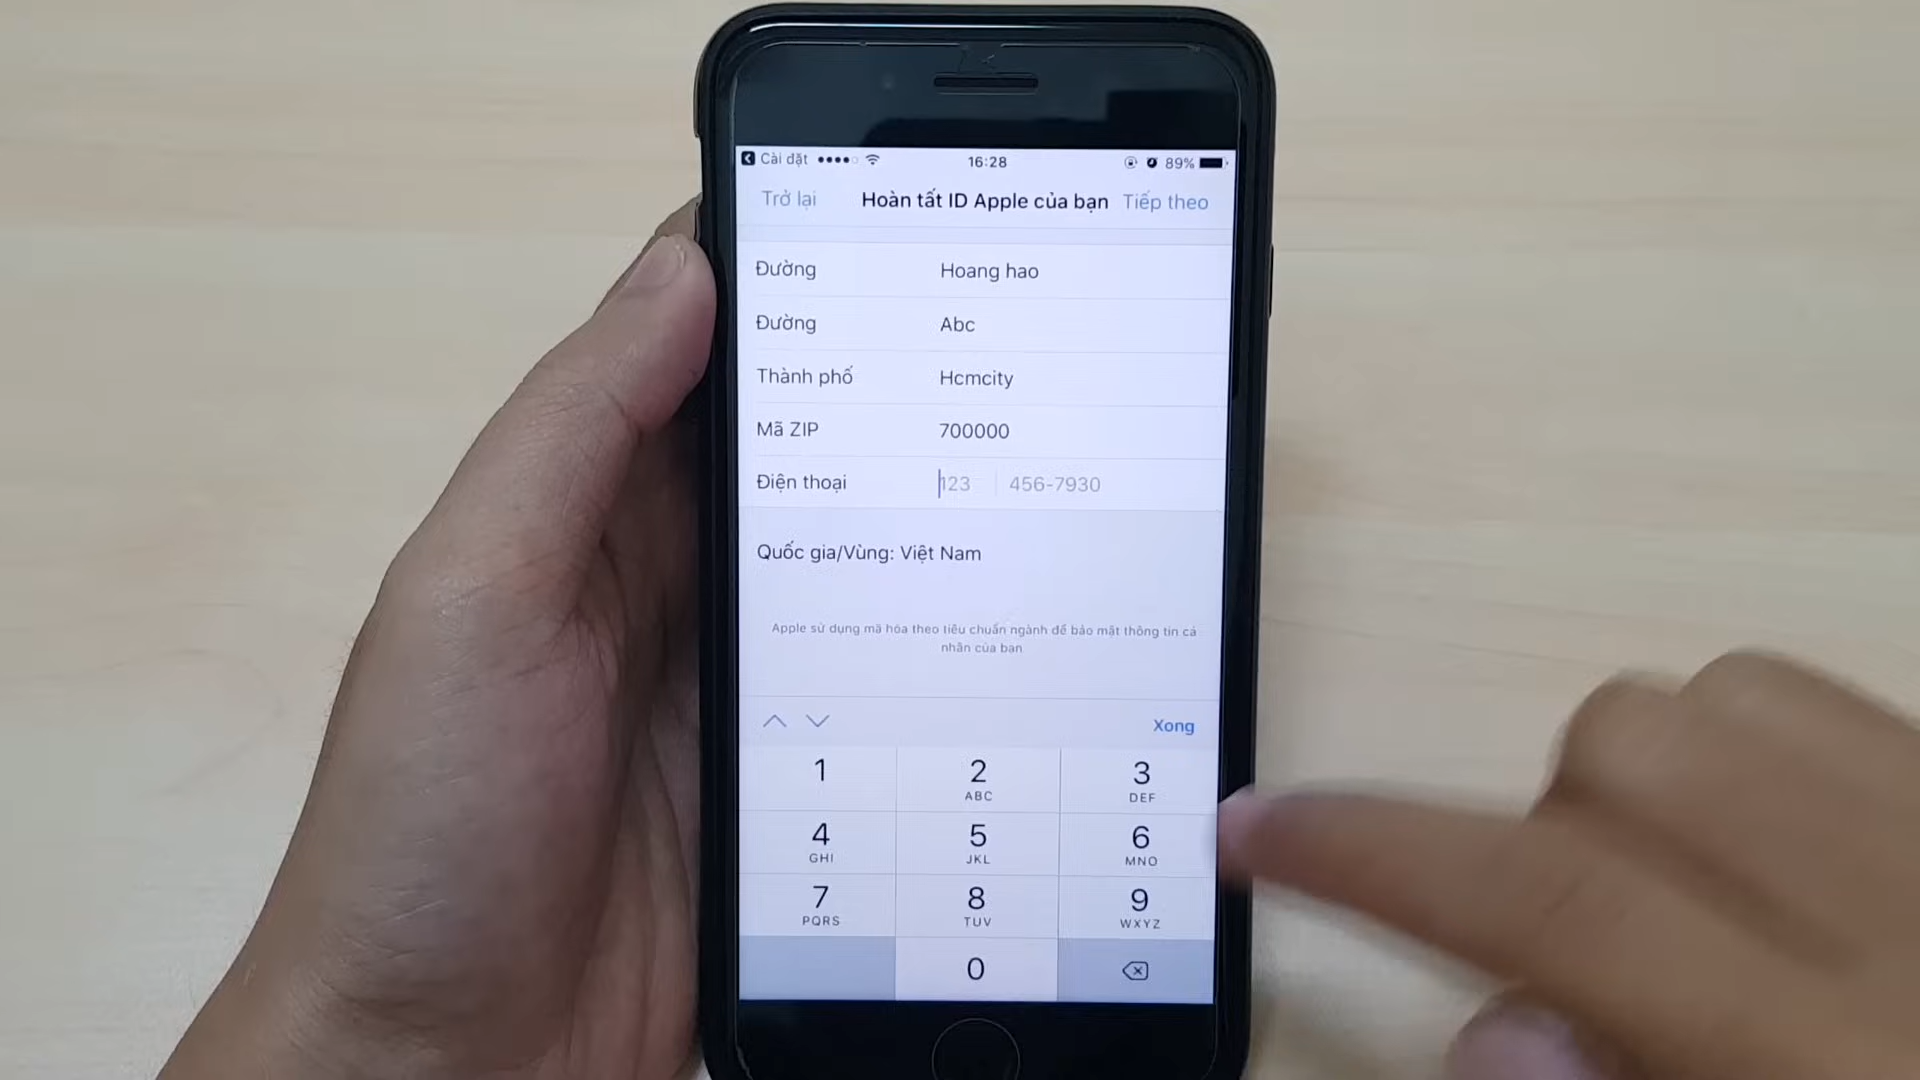 Cài đặt 16:28 89%
Trở lại Hoàn tất ID Apple của bạn Tiếp theo
Đường Hoang hao
Đường Abc
Thành phố Hcmcity
Mã ZIP 700000
Điện thoại 123 456-7930
Quốc gia/Vùng: Việt Nam
Apple sử dụng mã hóa theo tiêu chuẩn ngành để bảo mật thông tin cá
nhân của bạn
Xong
1 2 3
ABC DEF
4 5 6
GHI JKL MNO
7 8 9
PQRS TUV WXYZ
0